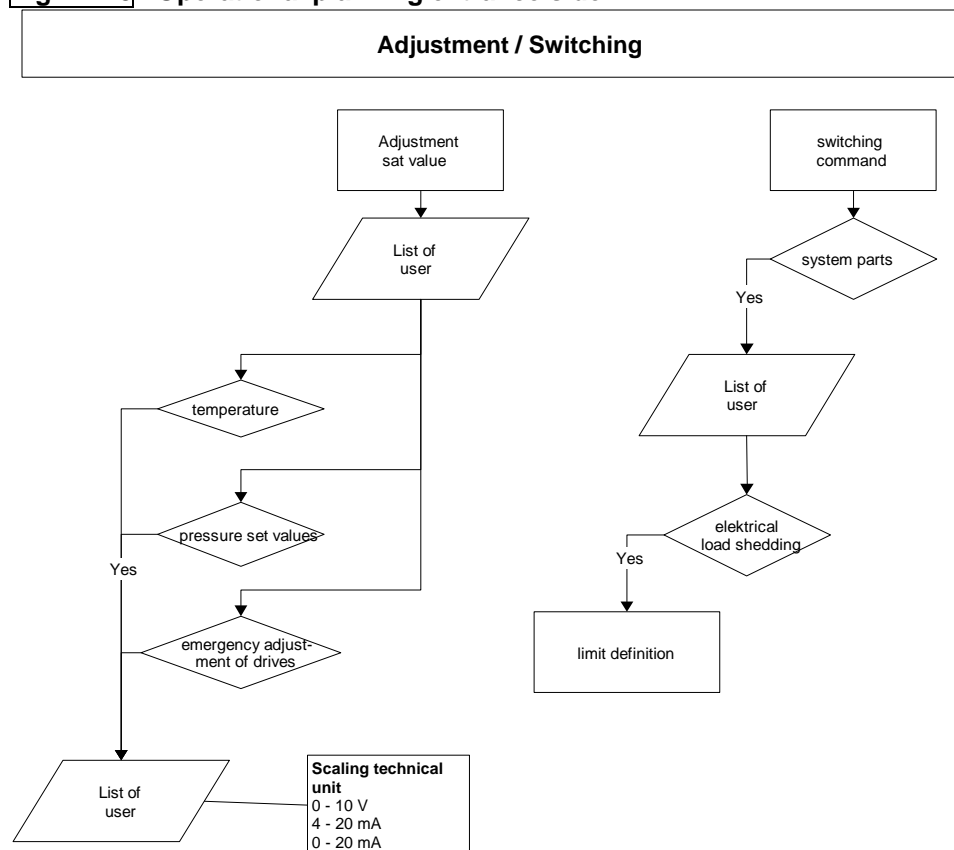 Adjustment / Switching
Adjustment
sat value
List of
user
temperature
pressure set values
Yes
emergency adjust-
ment of drives
List of
user
Scaling technical
unit
0 - 10 V
4 - 20 mA
0 - 20 mA
switching
command
system parts
Yes
List of
user
elektrical
load shedding
Yes
limit definition